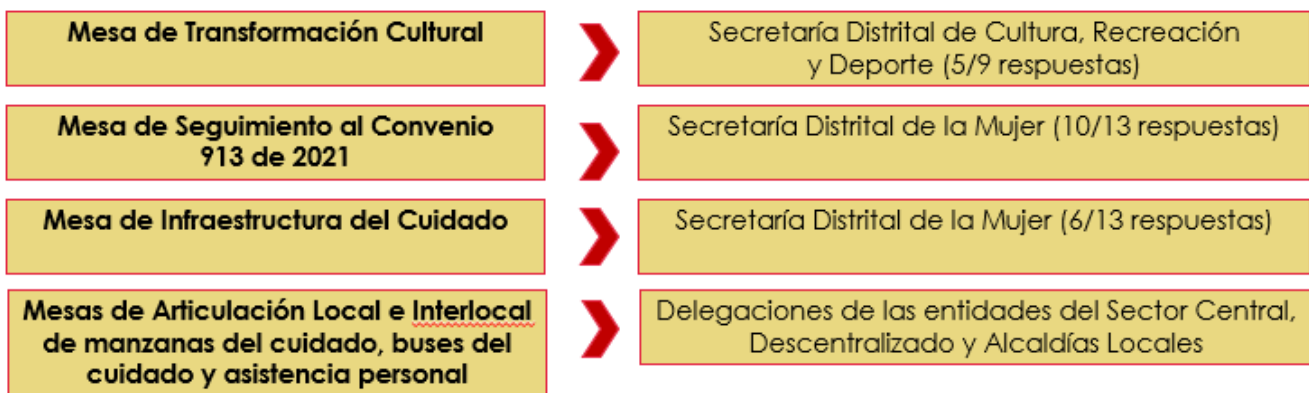 Mesa de Transformación Cultural
Secretaría Distrital de Cultura, Recreación
y Deporte (5/9 respuestas)
Mesa de Seguimiento al Convenio
913 de 2021
Secretaría Distrital de la Mujer (10/13 respuestas)
Mesa de Infraestructura del Cuidado
Secretaría Distrital de la Mujer (6/13 respuestas)
Mesas de Articulación Local e Interlocal
de manzanas del cuidado, buses del
cuidado y asistencia personal
Delegaciones de las entidades del Sector Central,
Descentralizado y Alcaldías Locales